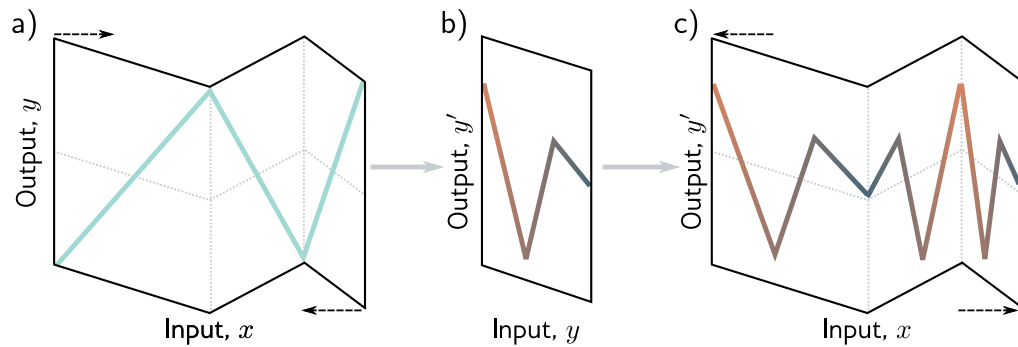 a)
Output, y
Input, x
b)
Output, y′
Input, y
c)
Output, y′
Input, x